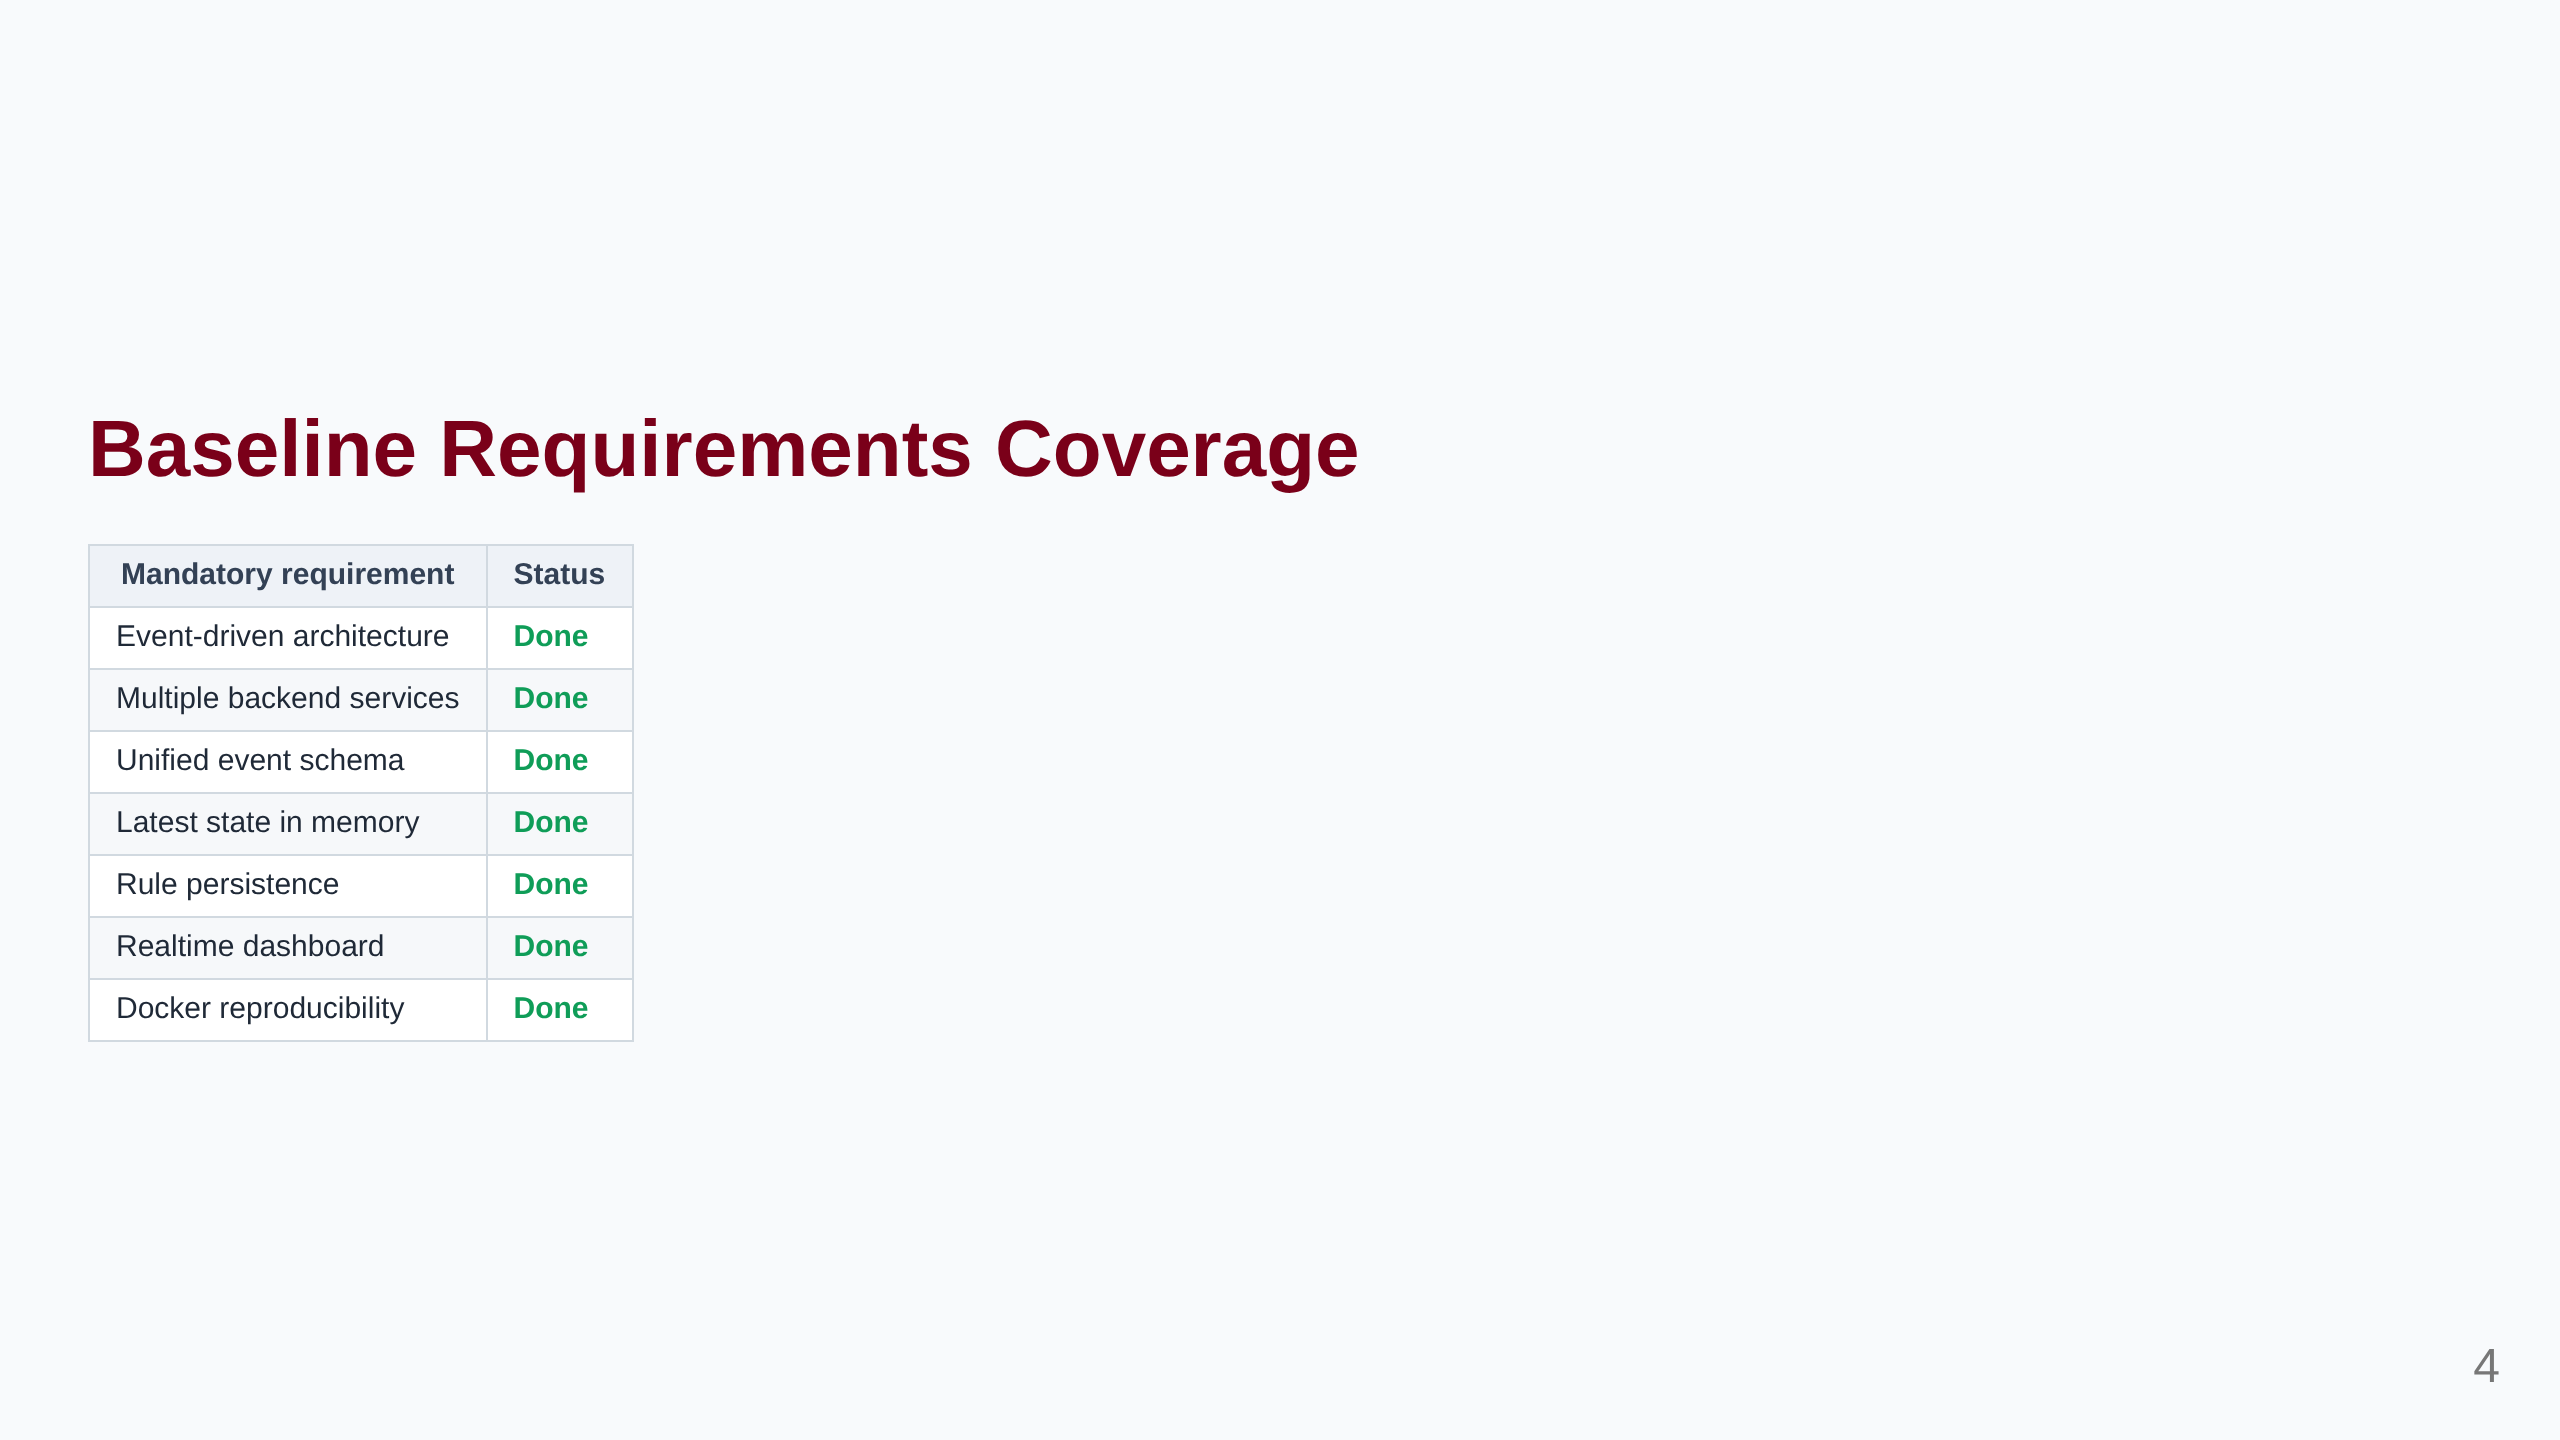 Baseline Requirements Coverage
Mandatory requirement Status
Event-driven architecture Done
Multiple backend services Done
Unified event schema Done
Latest state in memory Done
Rule persistence Done
Realtime dashboard Done
Docker reproducibility Done
4